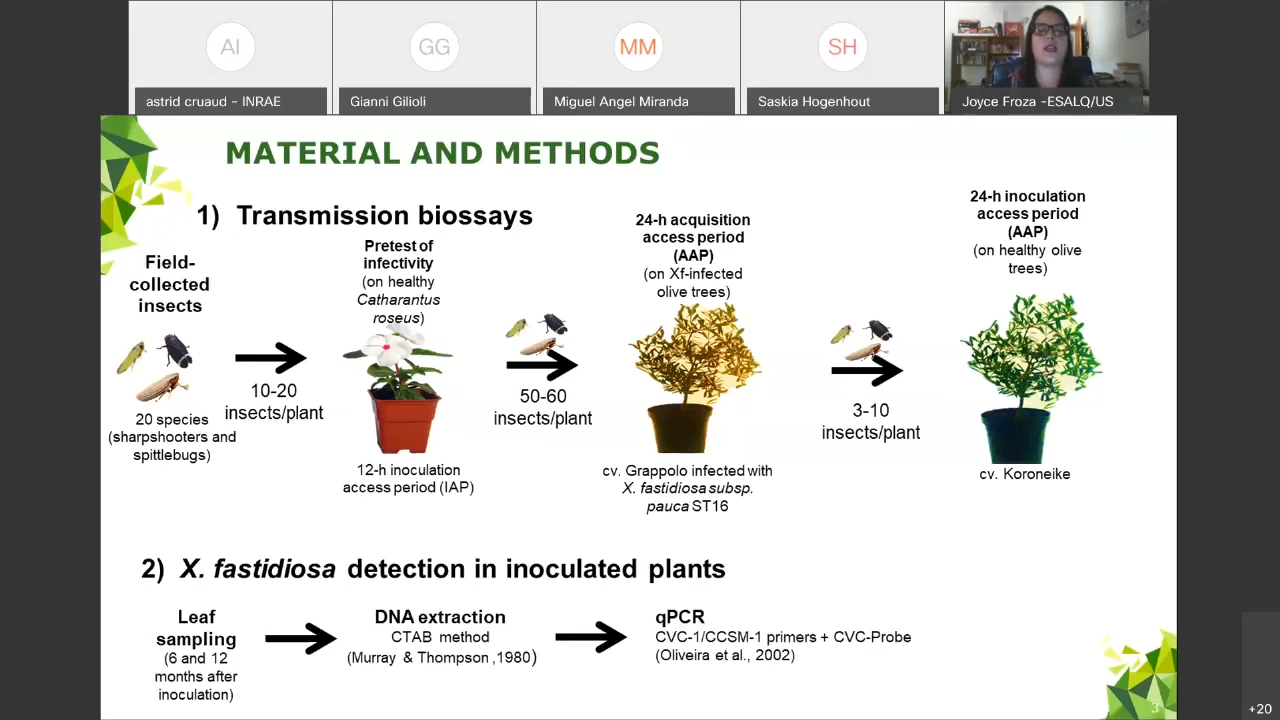 AI
GG
MM
SH
astrid cruaud - INRAE
Gianni Gilioli
Miguel Angel Miranda
Saskia Hogenhout
Joyce Froza -ESALQ/US
MATERIAL AND METHODS
1) Transmission biossays
Field-
collected
insects
20 species
(sharpshooters and
spittlebugs)
10-20
insects/plant
Pretest of
infectivity
(on healthy
Catharantus
roseus)
12-h inoculation
access period (IAP)
50-60
insects/plant
24-h acquisition
access period
(AAP)
(on Xf-infected
olive trees)
cv. Grappolo infected with
X. fastidiosa subsp.
pauca ST16
3-10
insects/plant
24-h inoculation
access period
(AAP)
(on healthy olive
trees)
cv. Koroneike
2) X. fastidiosa detection in inoculated plants
Leaf
sampling
(6 and 12
months after
inoculation)
DNA extraction
CTAB method
(Murray & Thompson ,1980)
qPCR
CVC-1/CCSM-1 primers + CVC-Probe
(Oliveira et al., 2002)
3
+20